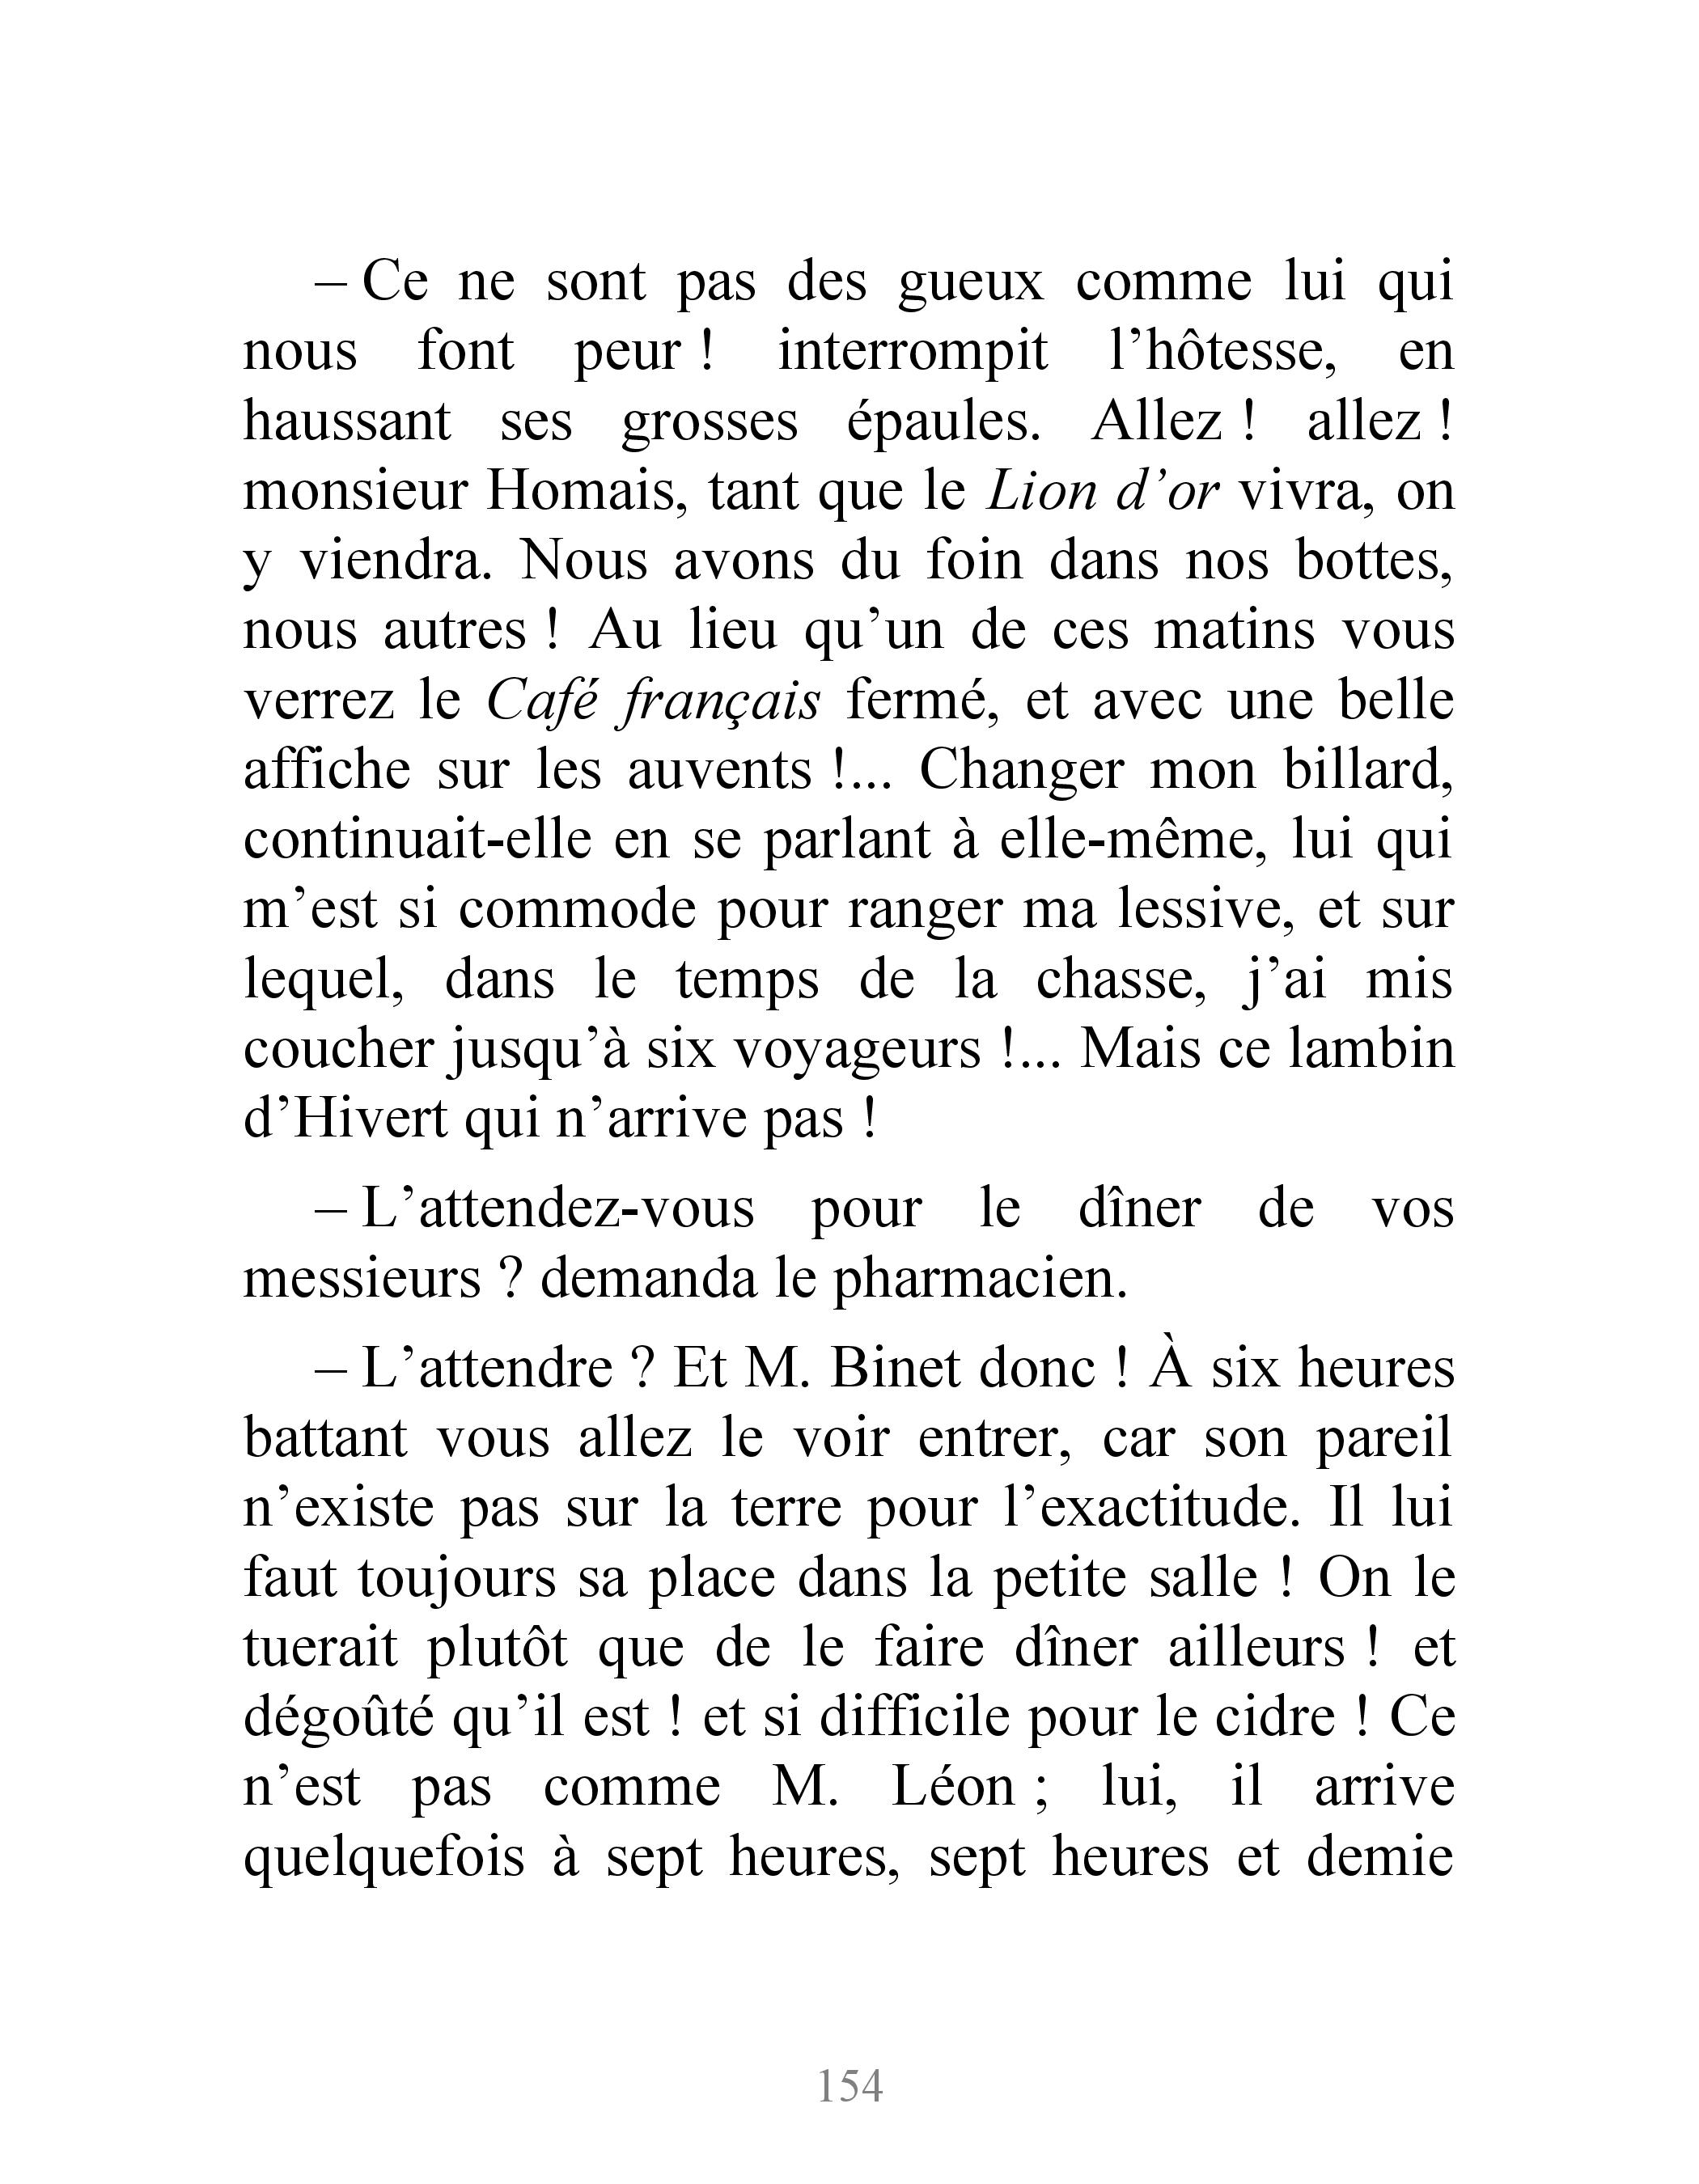 – Ce ne sont pas des gueux comme lui qui
nous font peur ! interrompit l’hôtesse, en
haussant ses grosses épaules. Allez ! allez !
monsieur Homais, tant que le Lion d’or vivra, on
y viendra. Nous avons du foin dans nos bottes,
nous autres ! Au lieu qu’un de ces matins vous
verrez le Café français fermé, et avec une belle
affiche sur les auvents !... Changer mon billard,
continuait-elle en se parlant à elle-même, lui qui
m’est si commode pour ranger ma lessive, et sur
lequel, dans le temps de la chasse, j’ai mis
coucher jusqu’à six voyageurs !... Mais ce lambin
d’Hivert qui n’arrive pas !
– L’attendez-vous pour le dîner de vos
messieurs ? demanda le pharmacien.
– L’attendre ? Et M. Binet donc ! À six heures
battant vous allez le voir entrer, car son pareil
n’existe pas sur la terre pour l’exactitude. Il lui
faut toujours sa place dans la petite salle ! On le
tuerait plutôt que de le faire dîner ailleurs ! et
dégoûté qu’il est ! et si difficile pour le cidre ! Ce
n’est pas comme M. Léon ; lui, il arrive
quelquefois à sept heures, sept heures et demie
154